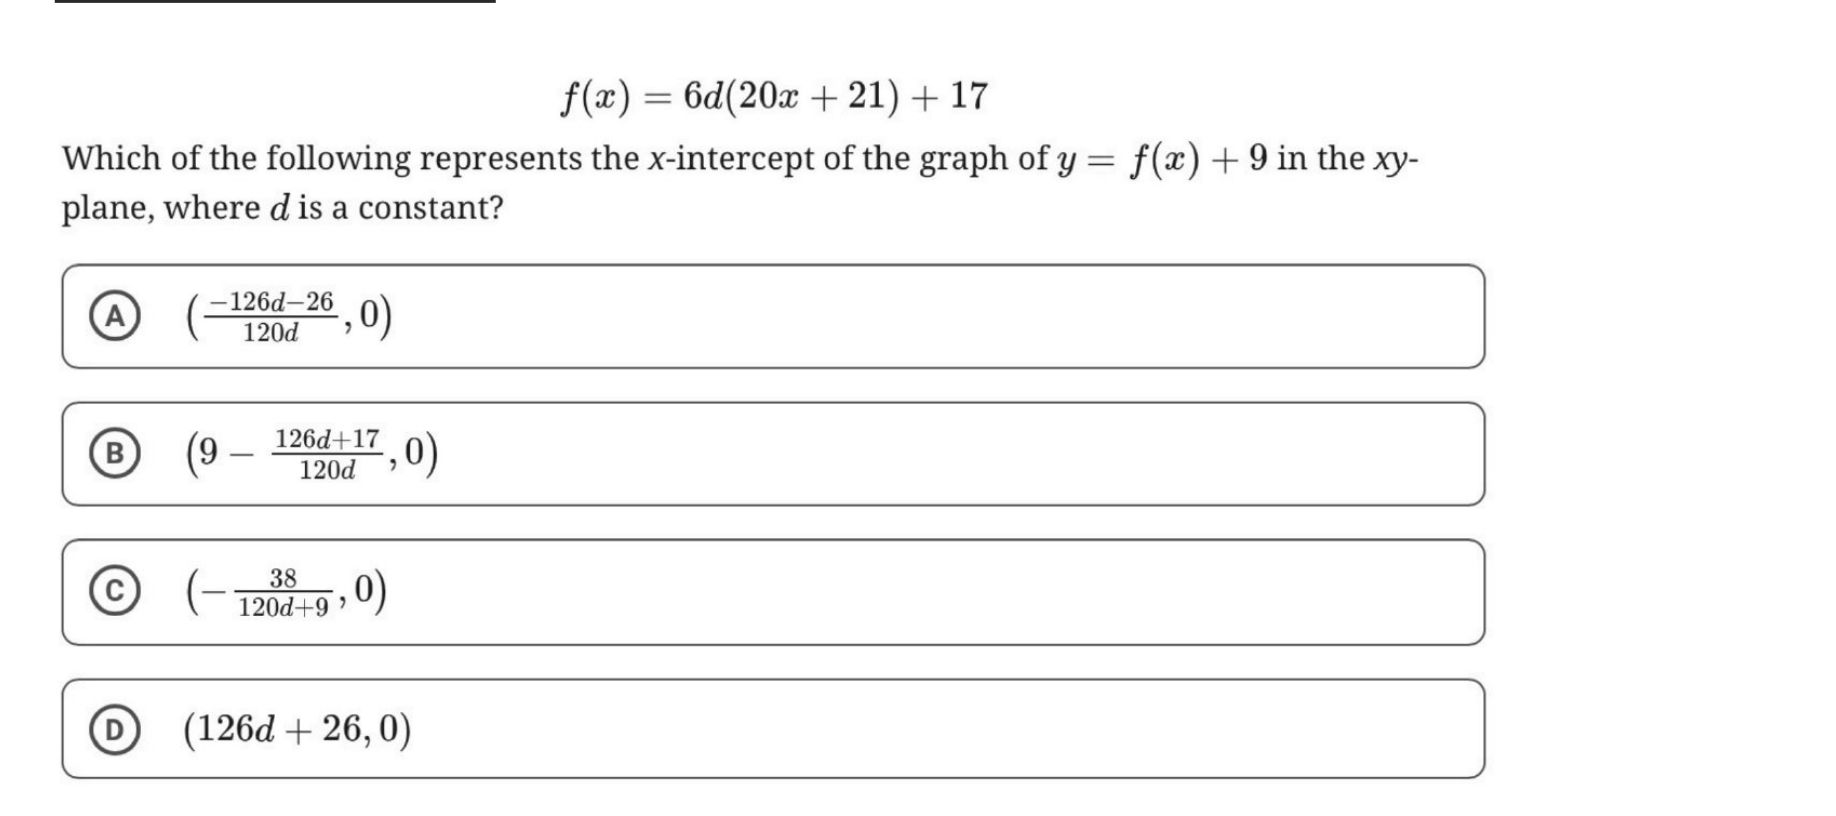 f(x) = 6d(20x + 21) + 17
Which of the following represents the x-intercept of the graph of y = f(x) + 9 in the xy-
plane, where d is a constant?
A (\frac{-126d-26}{120d}, 0)
B (9 - \frac{126d+17}{120d}, 0)
C (-\frac{38}{120d+9}, 0)
D (126d + 26, 0)